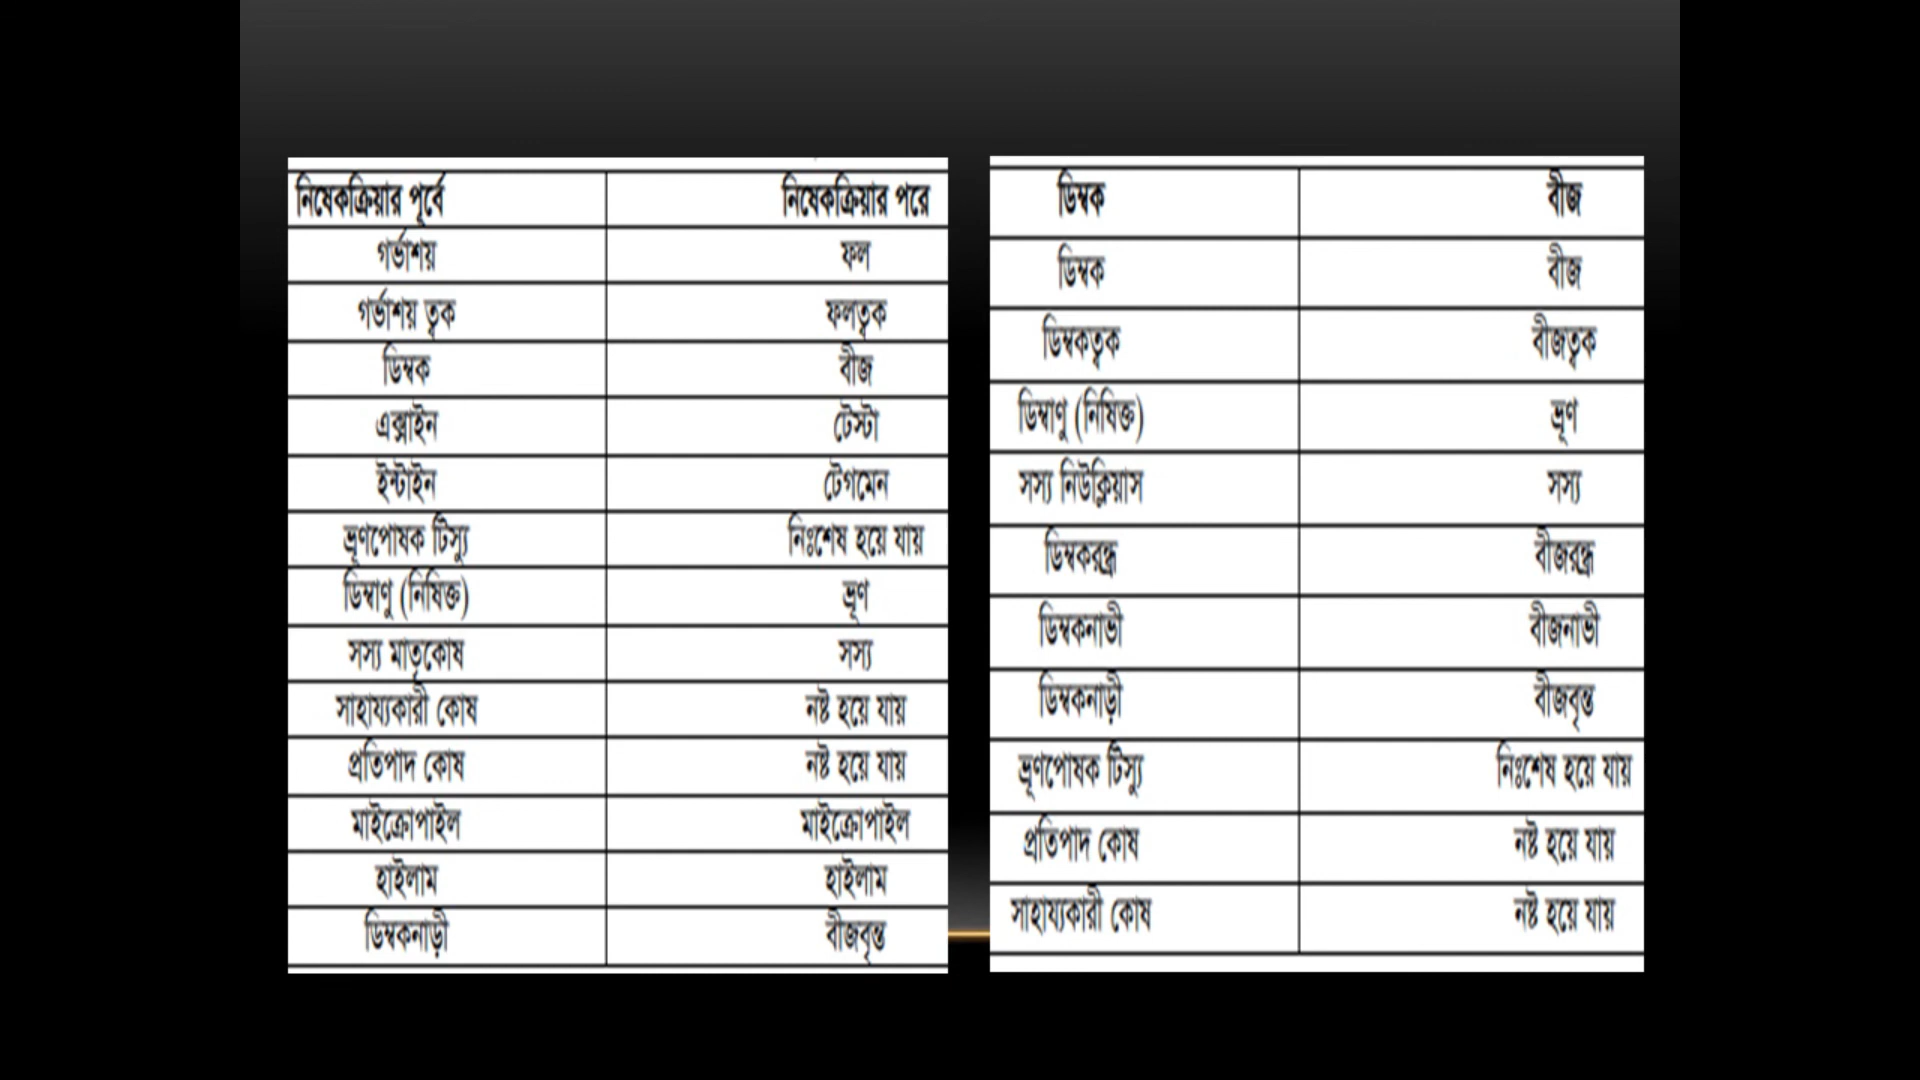 নিষেকক্রিয়ার পূর্বে নিষেকক্রিয়ার পরে
গর্ভাশয় ফল
গর্ভাশয় ত্বক ফলত্বক
ডিম্বক বীজ
এক্সাইন টেস্টা
ইন্টাইন টেগমেন
ভ্রূণপোষক টিস্যু নিঃশেষ হয়ে যায়
ডিম্বাণু (নিষিক্ত) ভ্রূণ
সস্য মাতৃকোষ সস্য
সাহায্যকারী কোষ নষ্ট হয়ে যায়
প্রতিপাদ কোষ নষ্ট হয়ে যায়
মাইক্রোপাইল মাইক্রোপাইল
হাইলাম হাইলাম
ডিম্বকনাড়ী বীজবৃন্ত
ডিম্বক বীজ
ডিম্বক বীজ
ডিম্বকত্বক বীজত্বক
ডিম্বাণু (নিষিক্ত) ভ্রূণ
সস্য নিউক্লিয়াস সস্য
ডিম্বকরন্ধ্র বীজরন্ধ্র
ডিম্বকনাভী বীজনাভী
ডিম্বকনাড়ী বীজবৃন্ত
ভ্রূণপোষক টিস্যু নিঃশেষ হয়ে যায়
প্রতিপাদ কোষ নষ্ট হয়ে যায়
সাহায্যকারী কোষ নষ্ট হয়ে যায়